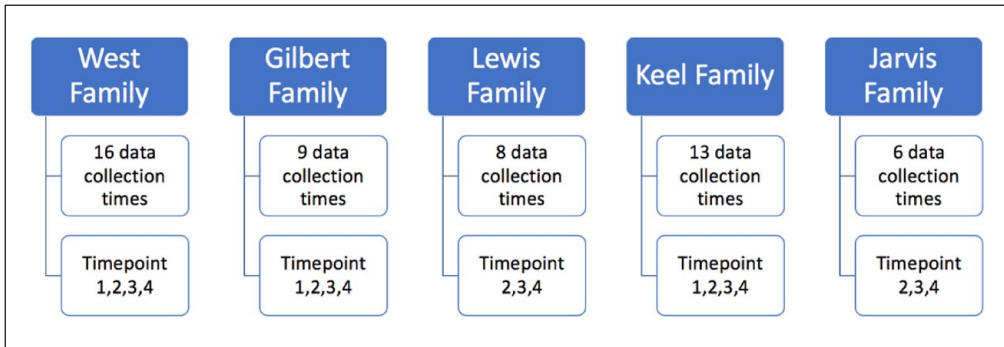 West
Family
16 data
collection
times
Timepoint
1,2,3,4
Gilbert
Family
9 data
collection
times
Timepoint
1,2,3,4
Lewis
Family
8 data
collection
times
Timepoint
2,3,4
Keel Family
13 data
collection
times
Timepoint
1,2,3,4
Jarvis
Family
6 data
collection
times
Timepoint
2,3,4